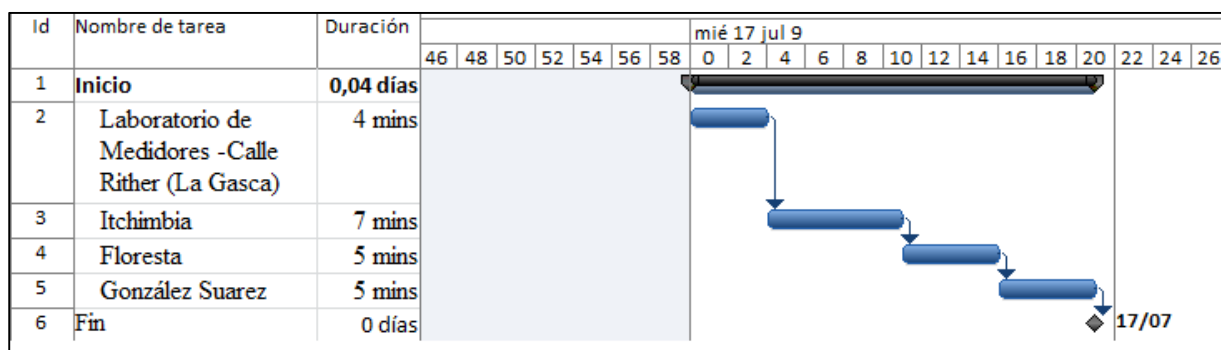 Id Nombre de tarea Duración mié 17 jul 9
46 48 50 52 54 56 58 0 2 4 6 8 10 12 14 16 18 20 22 24 26
1 Inicio 0,04 días
2 Laboratorio de 4 mins
Medidores -Calle
Rither (La Gasca)
3 Itchimbia 7 mins
4 Floresta 5 mins
5 González Suarez 5 mins
6 Fin 0 días 17/07